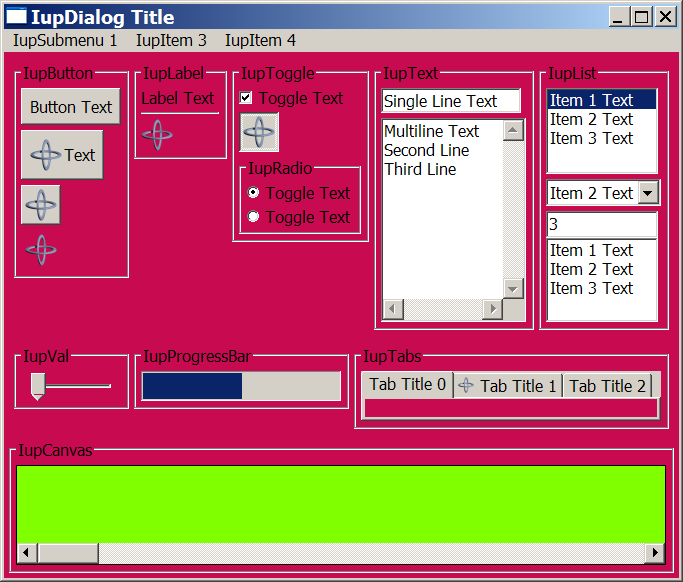 IupDialog Title
IupSubmenu 1 IupItem 3 IupItem 4
IupButton
Button Text
Text
IupLabel
Label Text
IupToggle
Toggle Text
IupRadio
Toggle Text
Toggle Text
IupText
Single Line Text
Multiline Text
Second Line
Third Line
IupList
Item 1 Text
Item 2 Text
Item 3 Text
Item 2 Text
3
Item 1 Text
Item 2 Text
Item 3 Text
IupVal
IupProgressBar
IupTabs
Tab Title 0 Tab Title 1 Tab Title 2
IupCanvas